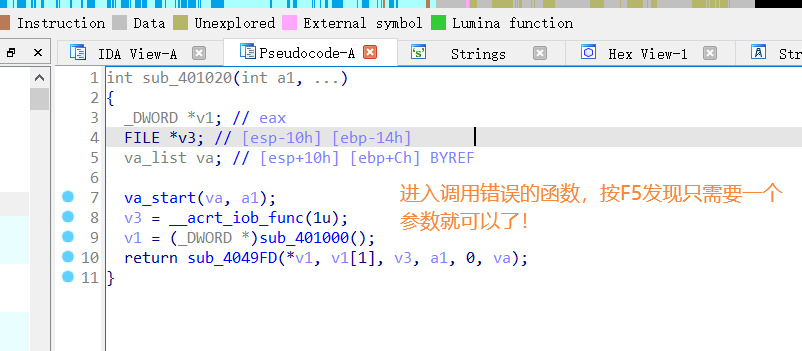 Instruction Data Unexplored External symbol Lumina function
IDA View-A Pseudocode-A Strings Hex View-1
1 int sub_401020(int a1, ...)
2 {
3 _DWORD *v1; // eax
4 FILE *v3; // [esp-10h] [ebp-14h]
5 va_list va; // [esp+10h] [ebp+Ch] BYREF
6
7 va_start(va, a1);
8 v3 = __acrt_iob_func(1u);
9 v1 = (_DWORD *)sub_401000();
10 return sub_4049FD(*v1, v1[1], v3, a1, 0, va);
11 }
进入调用错误的函数，按F5发现只需要一个
参数就可以了！